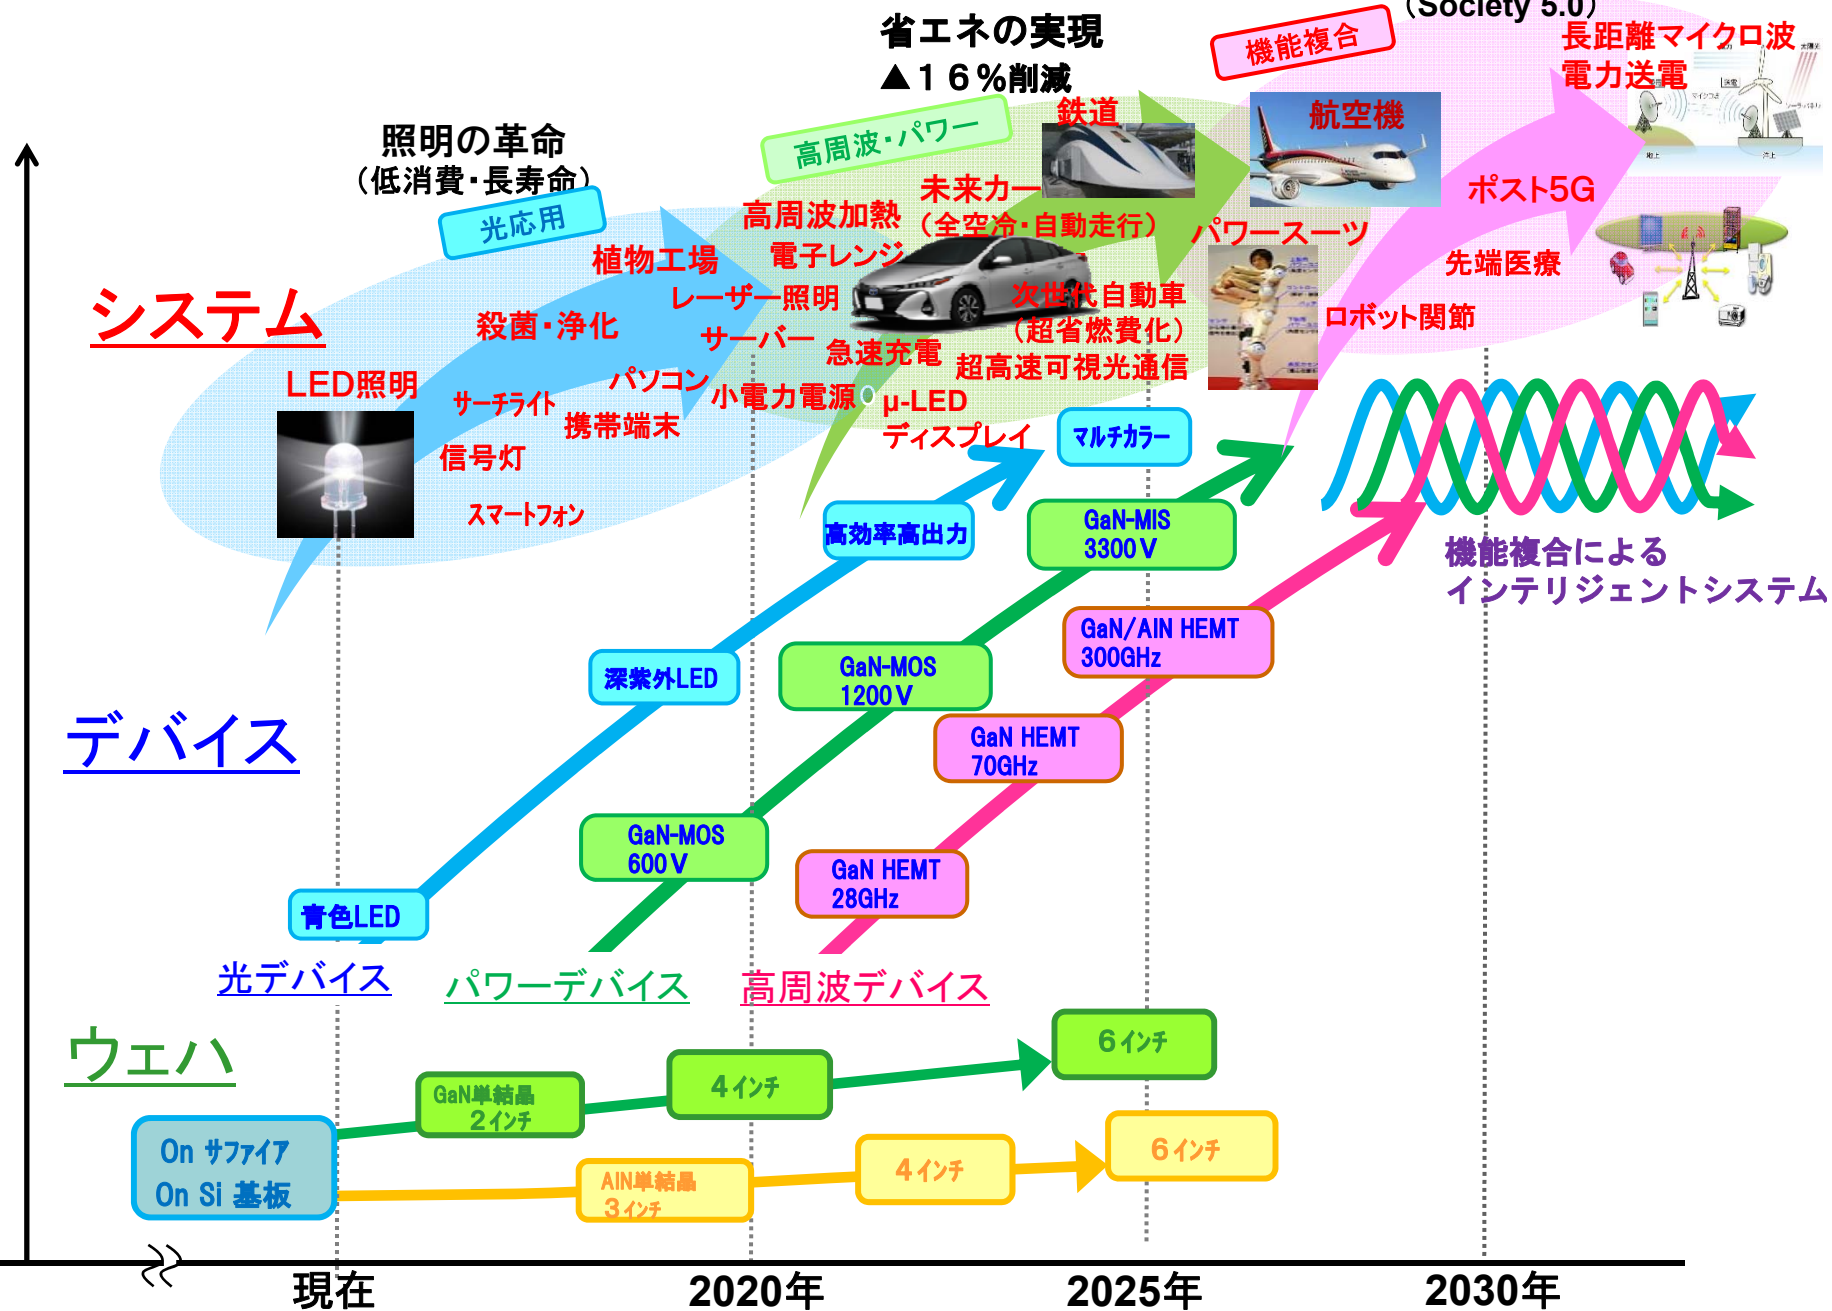 (Society 5.0)
省エネの実現
▲16%削減
機能複合
長距離マイクロ波
電力送電
照明の革命
(低消費・長寿命)
光応用
高周波・パワー
鉄道
航空機
未来カー
(全空冷・自動走行)
高周波加熱
電子レンジ
植物工場
レーザー照明
殺菌・浄化
サーバー
急速充電
次世代自動車
(超省燃費化)
超高速可視光通信
パワースーツ
ポスト5G
先端医療
ロボット関節
システム
LED照明
サーチライト
パソコン
小電力電源
携帯端末
信号灯
スマートフォン
μ-LED
ディスプレイ
マルチカラー
高効率高出力
GaN-MIS
3300V
機能複合による
インテリジェントシステム
GaN/AlN HEMT
300GHz
深紫外LED
GaN-MOS
1200V
デバイス
GaN HEMT
70GHz
GaN-MOS
600V
GaN HEMT
28GHz
青色LED
光デバイス
パワーデバイス
高周波デバイス
ウェハ
6インチ
GaN単結晶
2インチ
4インチ
On サファイア
On Si 基板
AlN単結晶
3インチ
4インチ
6インチ
現在
2020年
2025年
2030年